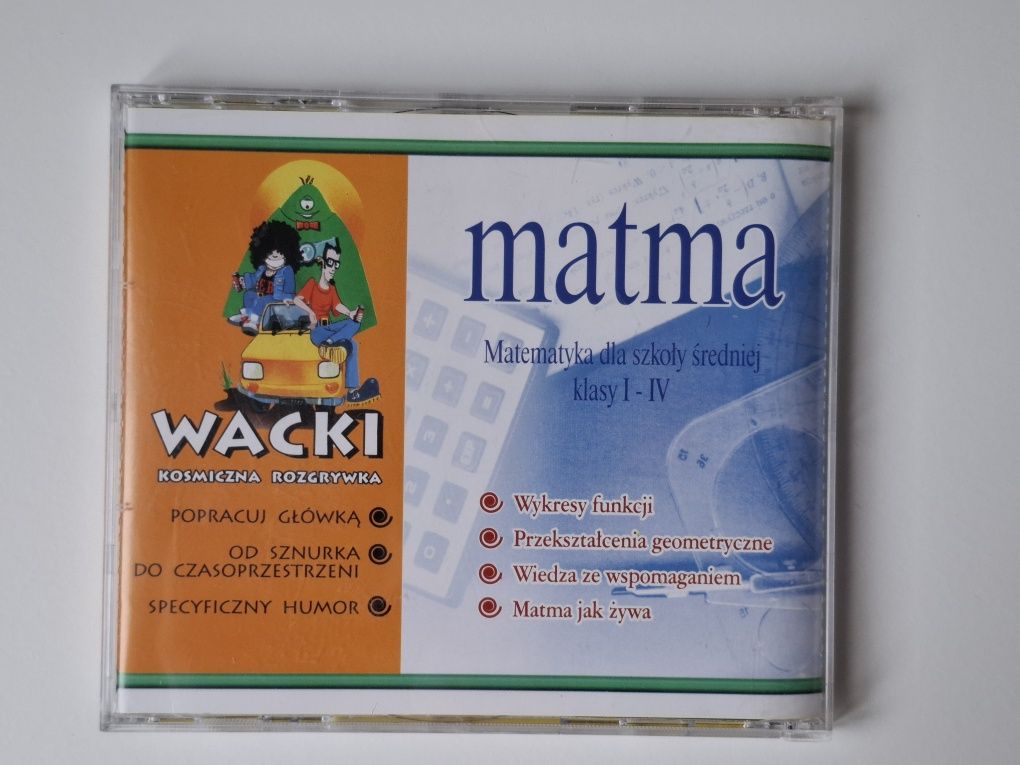 WACKI
KOSMICZNA ROZGRYWKA
POPRACUJ GŁÓWKĄ
OD SZNURKA
DO CZASOPRZESTRZENI
SPECYFICZNY HUMOR
matma
Matematyka dla szkoły średniej
klasy I - IV
Wykresy funkcji
Przekształcenia geometryczne
Wiedza ze wspomaganiem
Matma jak żywa